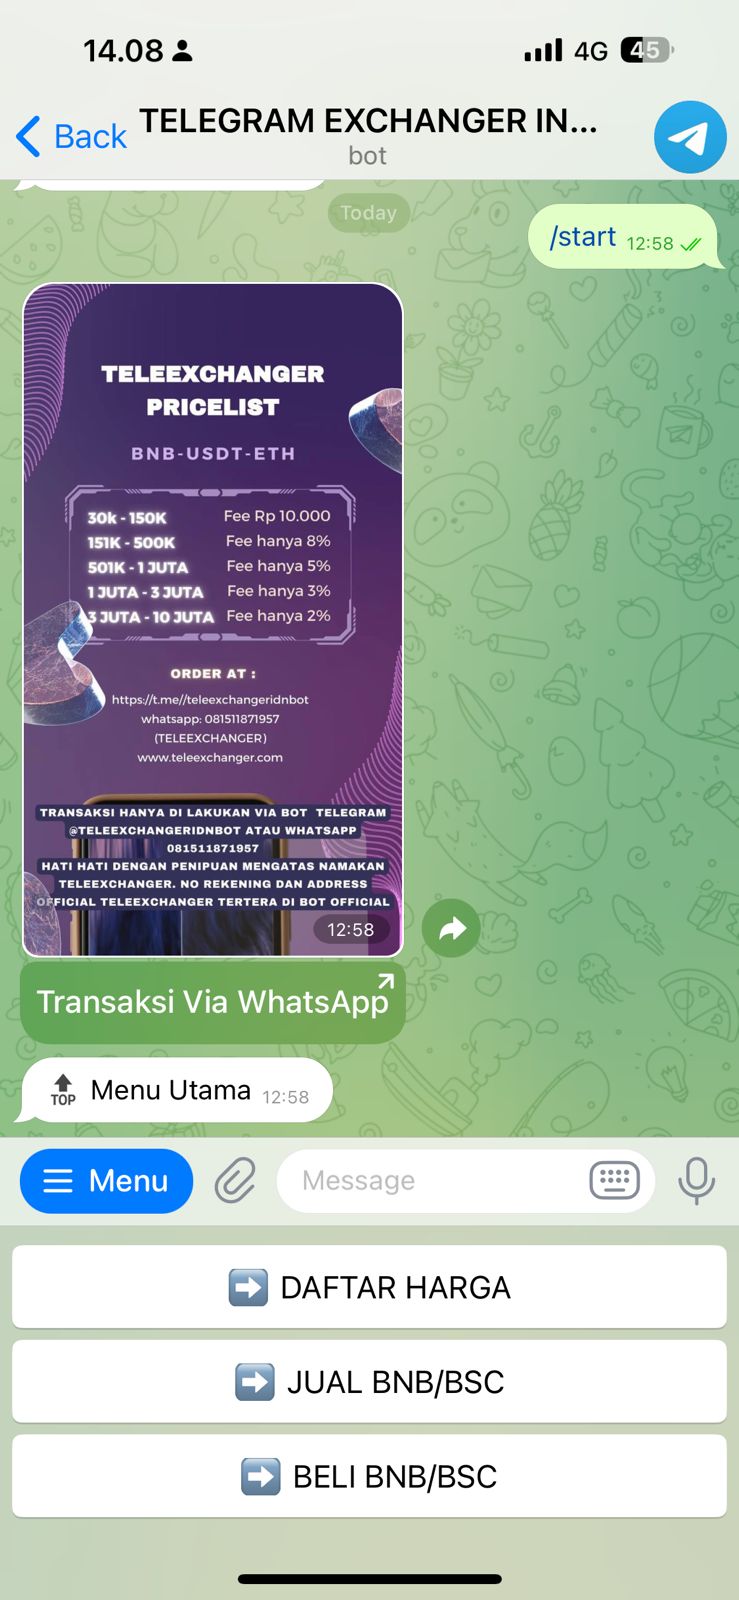 14.08
4G
45
Back
TELEGRAM EXCHANGER IN...
bot
Today
/start 12:58
TELEEXCHANGER
PRICELIST
BNB-USDT-ETH
30k - 150K Fee Rp 10.000
151K - 500K Fee hanya 8%
501K - 1 JUTA Fee hanya 5%
1 JUTA - 3 JUTA Fee hanya 3%
3 JUTA - 10 JUTA Fee hanya 2%
ORDER AT :
https://t.me//teleexchangeridnbot
whatsapp: 081511871957
(TELEEXCHANGER)
www.teleexchanger.com
TRANSAKSI HANYA DI LAKUKAN VIA BOT TELEGRAM
@TELEEXCHANGERIDNBOT ATAU WHATSAPP
081511871957
HATI HATI DENGAN PENIPUAN MENGATAS NAMAKAN
TELEEXCHANGER. NO REKENING DAN ADDRESS
OFFICIAL TELEEXCHANGER TERTERA DI BOT OFFICIAL
12:58
Transaksi Via WhatsApp
TOP Menu Utama 12:58
Menu
Message
DAFTAR HARGA
JUAL BNB/BSC
BELI BNB/BSC